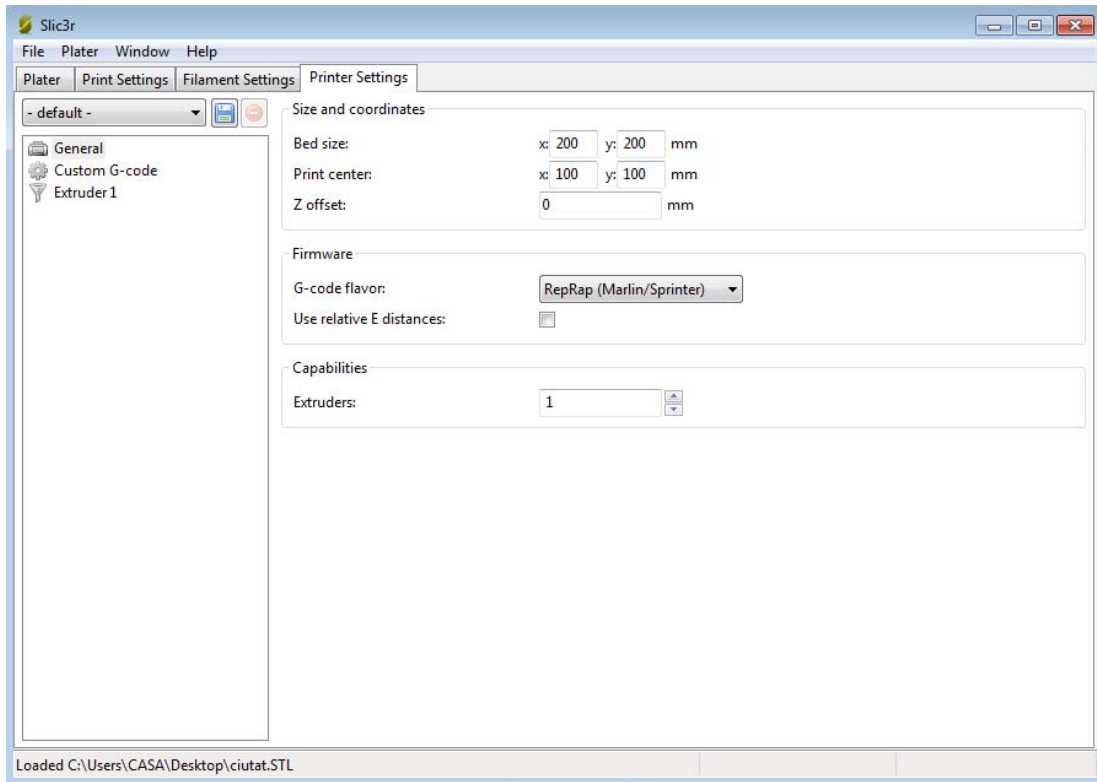 Slic3r
File Plater Window Help
Plater Print Settings Filament Settings Printer Settings
- default -
General
Custom G-code
Extruder 1
Size and coordinates
Bed size: x: 200 y: 200 mm
Print center: x: 100 y: 100 mm
Z offset: 0 mm
Firmware
G-code flavor: RepRap (Marlin/Sprinter)
Use relative E distances:
Capabilities
Extruders: 1
Loaded C:\Users\CASA\Desktop\ciutat.STL